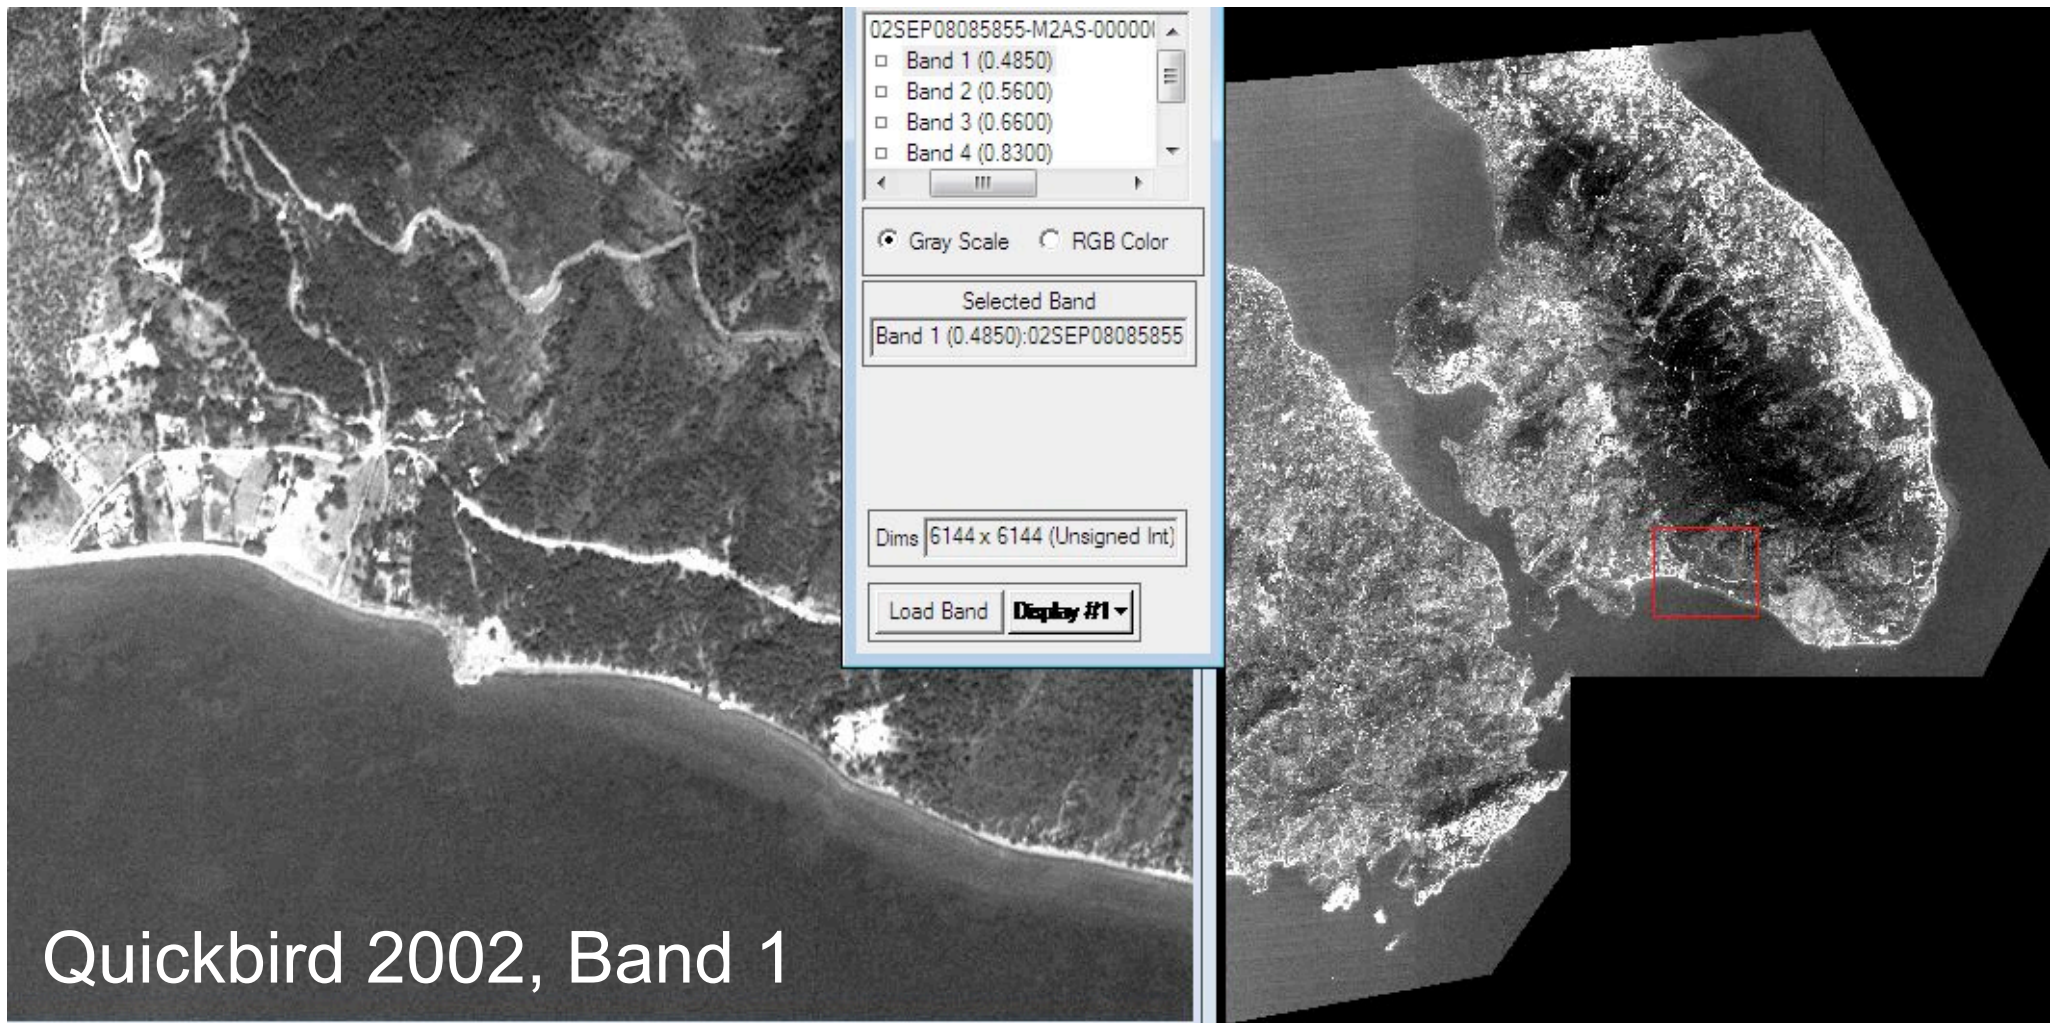 02SEP08085855-M2AS-00000
Band 1 (0.4850)
Band 2 (0.5600)
Band 3 (0.6600)
Band 4 (0.8300)
Gray Scale
RGB Color
Selected Band
Band 1 (0.4850):02SEP08085855
Dims 6144 x 6144 (Unsigned Int)
Load Band Display #1
Quickbird 2002, Band 1